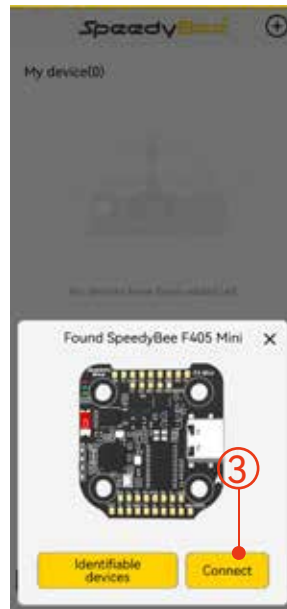 SpeedyBee
My device(0)
Found SpeedyBee F405 Mini
③
Identifiable
devices
Connect